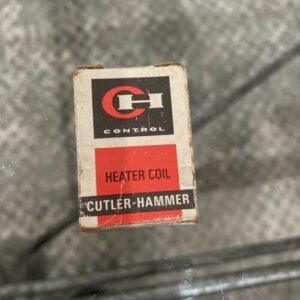 CH
CONTROL
HEATER COIL
CUTLER-HAMMER